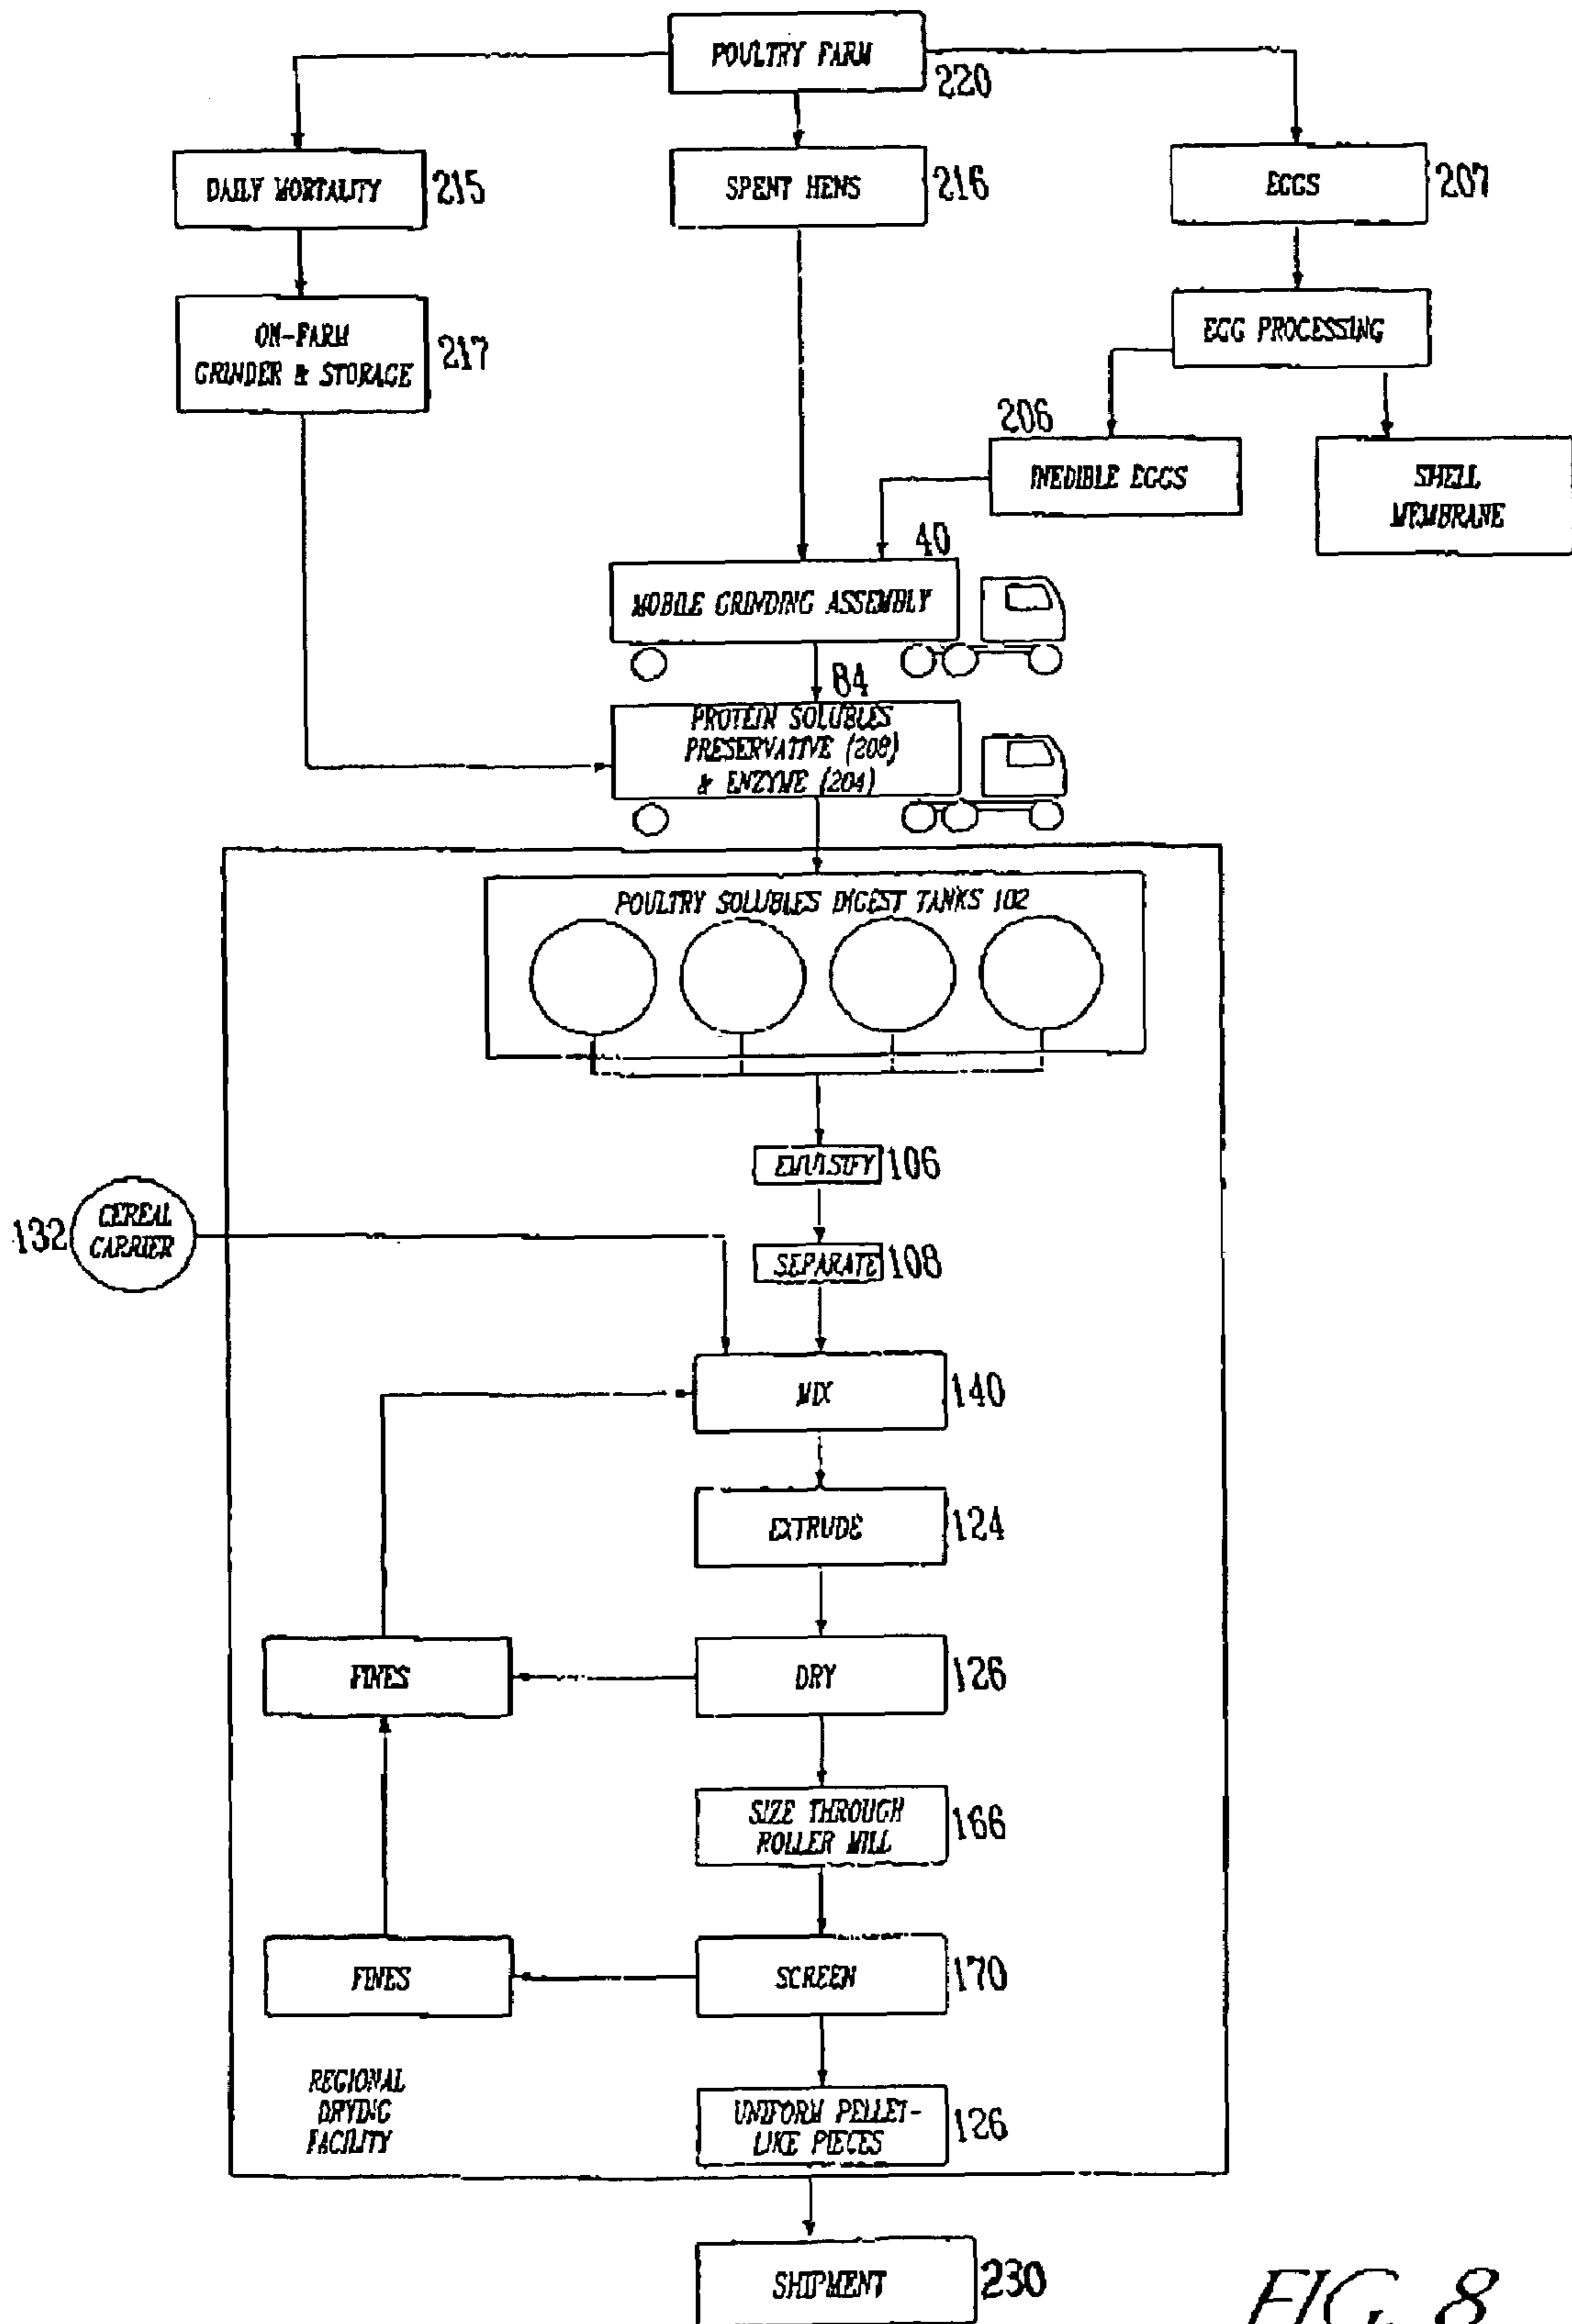 POULTRY FARM
220
DAILY MORTALITY
215
SPENT HENS
216
EGGS
207
ON-FARM
GRINDER & STORAGE
217
EGG PROCESSING
206
INEDIBLE EGGS
SHELL
MEMBRANE
40
MOBILE GRINDING ASSEMBLY
84
PROTEIN SOLUBLES
PRESERVATIVE (208)
& ENZYME (204)
POULTRY SOLUBLES DIGEST TANKS 102
EMULSIFY
106
132
CEREAL
CARRIER
SEPARATE
108
MIX
140
EXTRUDE
124
FINES
DRY
126
SIZE THROUGH
ROLLER MILL
166
FINES
SCREEN
170
REGIONAL
DRYING
FACILITY
UNIFORM PELLET-
LIKE PIECES
126
SHIPMENT
230
FIG. 8